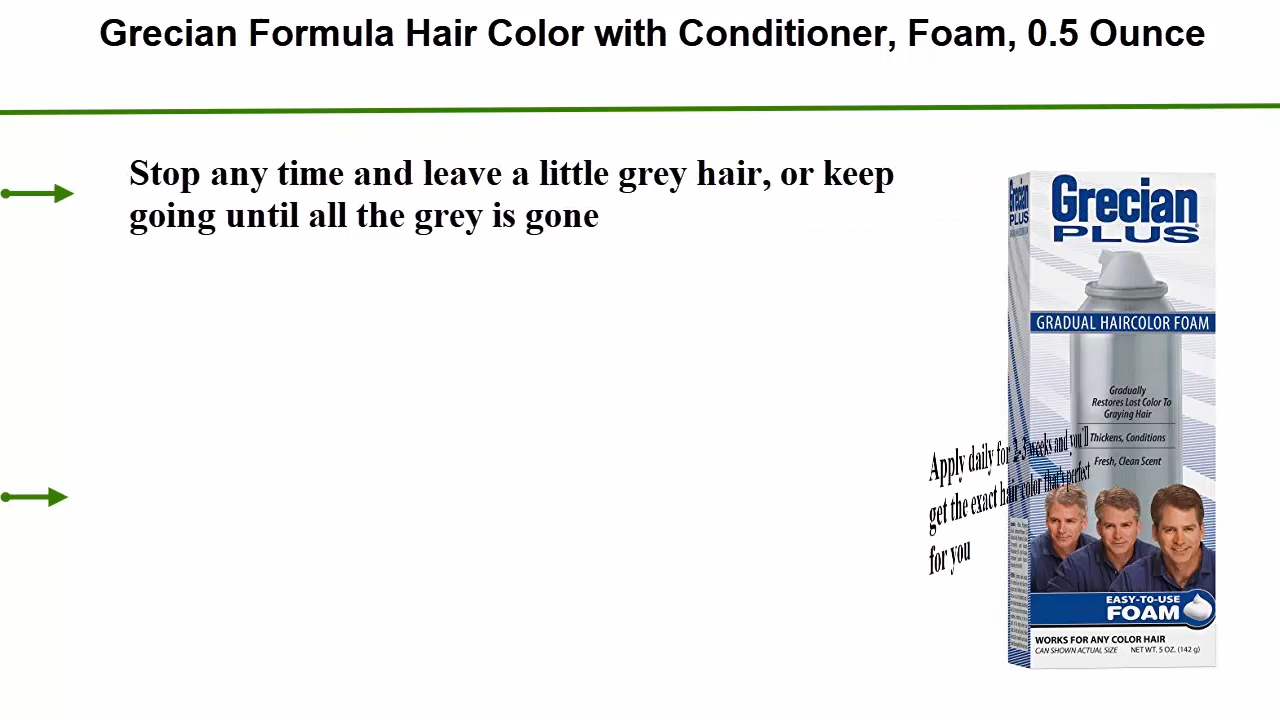 Grecian Formula Hair Color with Conditioner, Foam, 0.5 Ounce
Stop any time and leave a little grey hair, or keep
going until all the grey is gone
Apply daily for 2-3 weeks and you'll
get the exact hair color that's perfect
for you
Grecian
PLUS
Grecian
PLUS
GRADUAL HAIRCOLOR FOAM
Gradually
Restores Lost Color To
Graying Hair
Thickens, Conditions
Fresh, Clean Scent
EASY-TO-USE
FOAM
WORKS FOR ANY COLOR HAIR
CAN SHOWN ACTUAL SIZE NET WT. 5 OZ. (142 g)